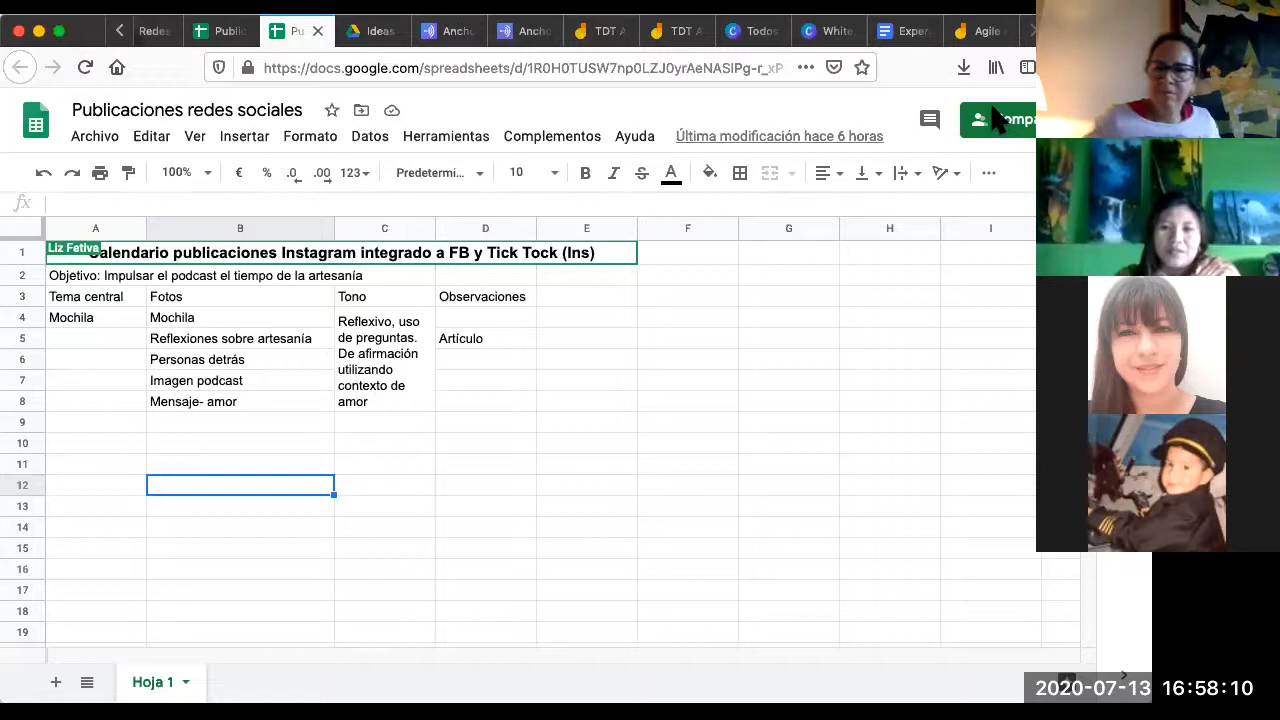 Redes
Public
Pu
Ideas
Ancho
Ancho
TDT A
TDT A
Todos
White
Exper
Agile
https://docs.google.com/spreadsheets/d/1R0H0TUSW7np0LZJ0yrAeNASlPg-r_xP
Publicaciones redes sociales
Archivo Editar Ver Insertar Formato Datos Herramientas Complementos Ayuda Última modificación hace 6 horas
100% € % .0 .00 123 Predetermi... 10 B I S A
fx
A B C D E F G H I
Liz Fetiva
1 Calendario publicaciones Instagram integrado a FB y Tick Tock (Ins)
2 Objetivo: Impulsar el podcast el tiempo de la artesanía
3 Tema central Fotos Tono Observaciones
4 Mochila Mochila Reflexivo, uso
5 Reflexiones sobre artesanía de preguntas. Artículo
6 Personas detrás De afirmación
utilizando
7 Imagen podcast contexto de
8 Mensaje- amor amor
9
10
11
12
13
14
15
16
17
18
19
Hoja 1
2020-07-13 16:58:10